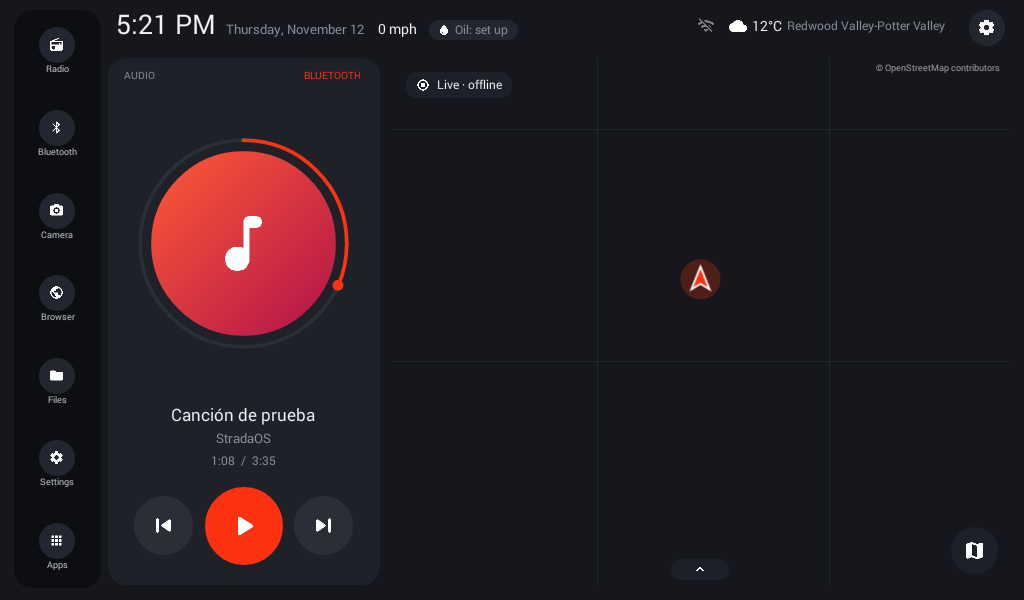 5:21 PM Thursday, November 12 0 mph Oil: set up 12°C Redwood Valley-Potter Valley
Radio
Bluetooth
Camera
Browser
Files
Settings
Apps
AUDIO BLUETOOTH
Canción de prueba
StradaOS
1:08 / 3:35
Live · offline
© OpenStreetMap contributors